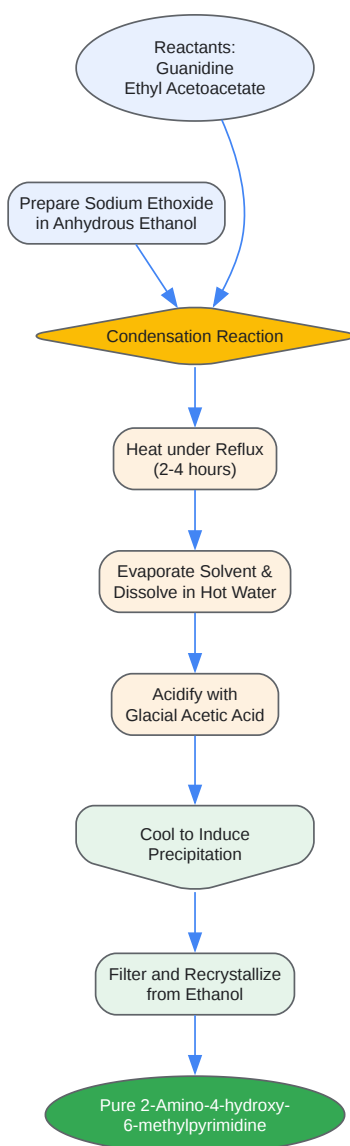 Reactants:
Guanidine
Ethyl Acetoacetate
Prepare Sodium Ethoxide
in Anhydrous Ethanol
Condensation Reaction
Heat under Reflux
(2-4 hours)
Evaporate Solvent &
Dissolve in Hot Water
Acidify with
Glacial Acetic Acid
Cool to Induce
Precipitation
Filter and Recrystallize
from Ethanol
Pure 2-Amino-4-hydroxy-
6-methylpyrimidine